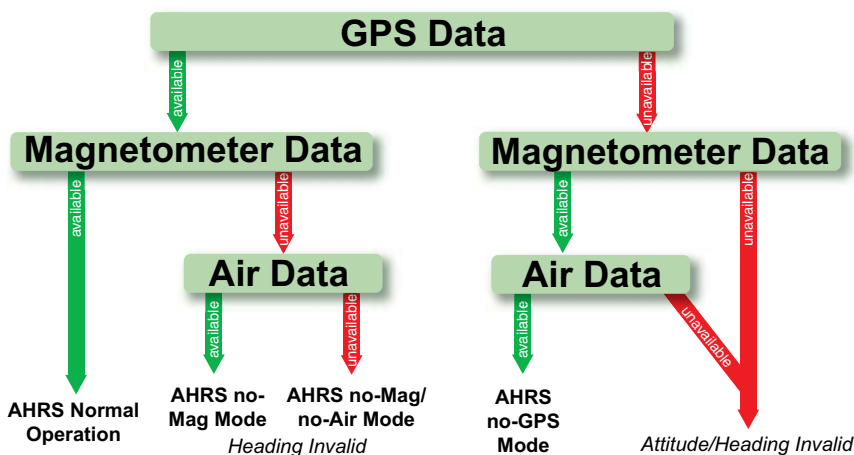 GPS Data
available
unavailable
Magnetometer Data
Magnetometer Data
available
unavailable
available
unavailable
Air Data
Air Data
available
unavailable
available
unavailable
AHRS Normal
Operation
AHRS no-
Mag Mode
AHRS no-Mag/
no-Air Mode
Heading Invalid
AHRS
no-GPS
Mode
Attitude/Heading Invalid